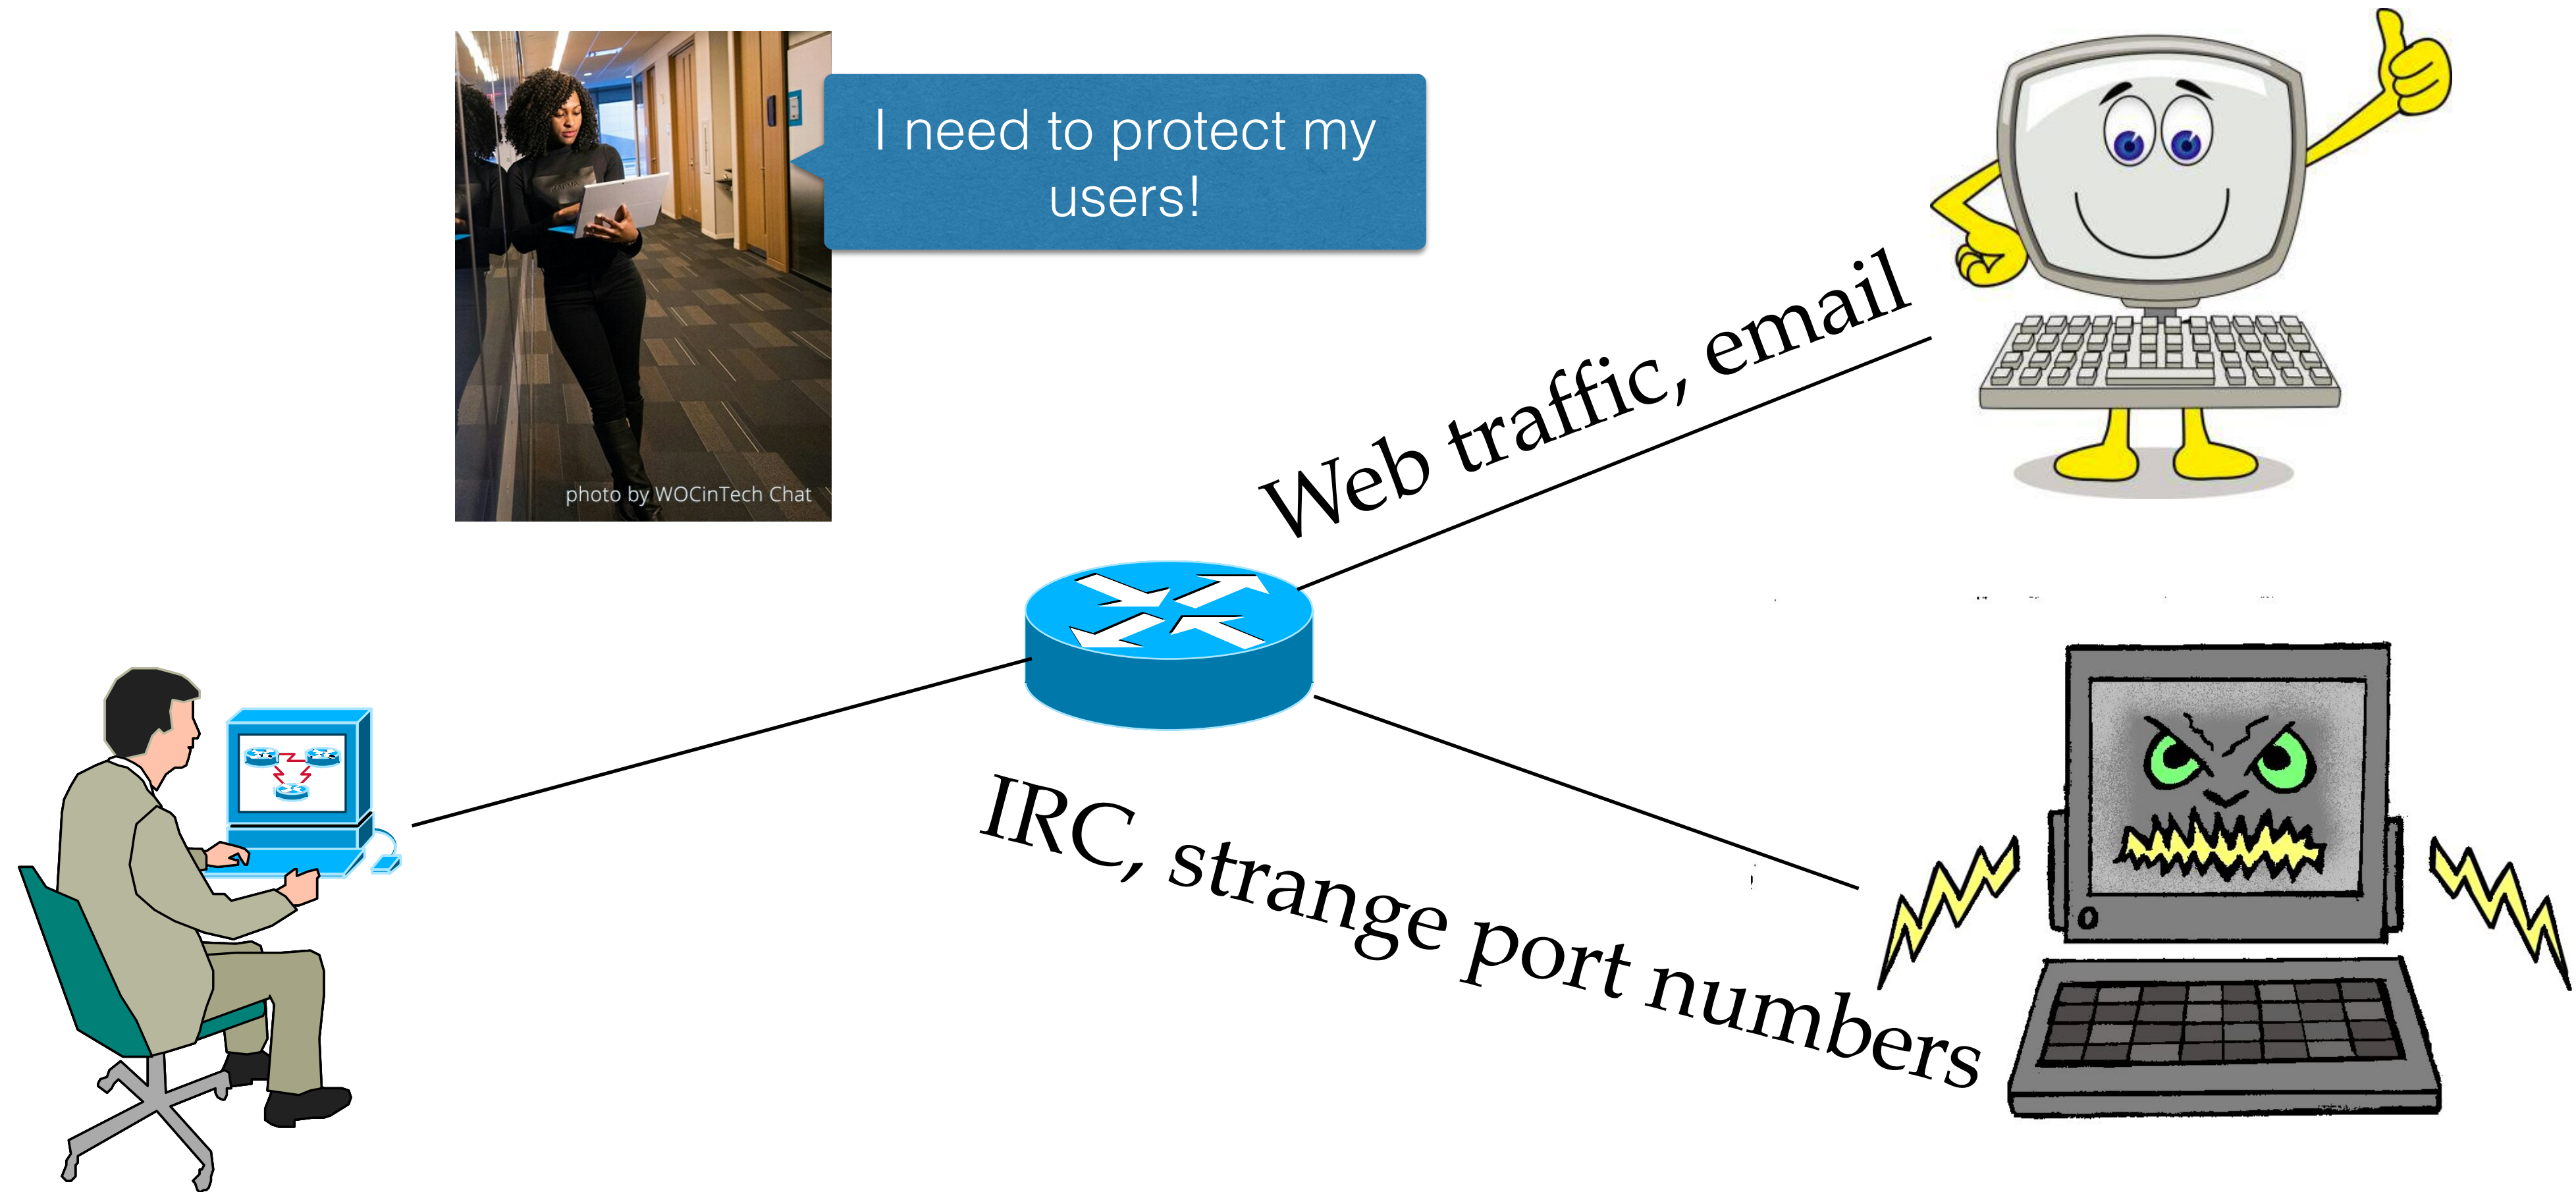 I need to protect my
users!
photo by WOCinTech Chat
Web traffic, email
IRC, strange port numbers